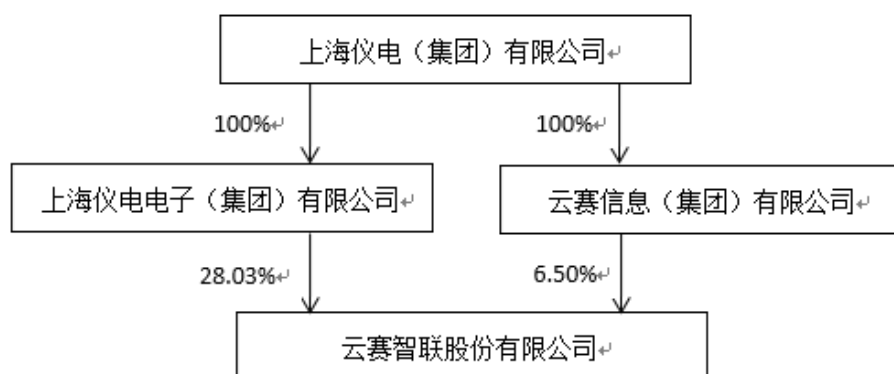 上海仪电（集团）有限公司↵
100%↵
100%↵
上海仪电电子（集团）有限公司↵
云赛信息（集团）有限公司↵
28.03%↵
6.50%↵
云赛智联股份有限公司↵